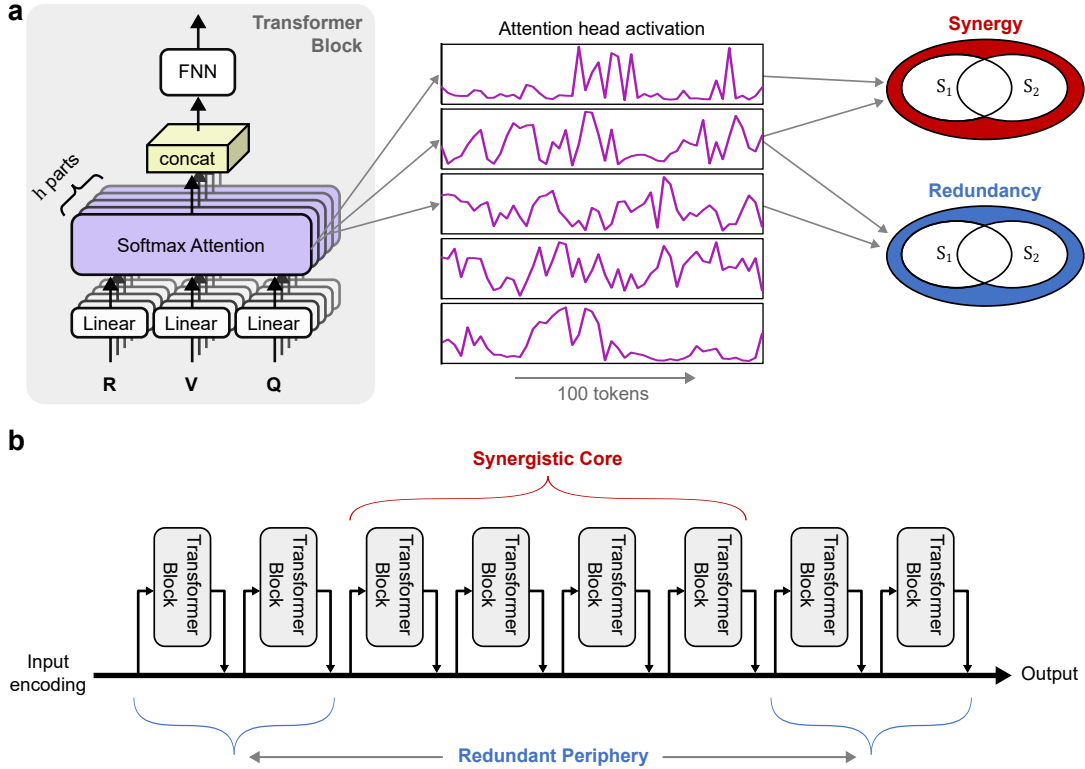 a
Transformer
Block
FNN
concat
h parts
Softmax Attention
Linear
Linear
Linear
R
V
Q
Attention head activation
100 tokens
Synergy
S1
S2
Redundancy
S1
S2
b
Synergistic Core
Transformer
Block
Transformer
Block
Transformer
Block
Transformer
Block
Transformer
Block
Transformer
Block
Transformer
Block
Transformer
Block
Input
encoding
Output
Redundant Periphery